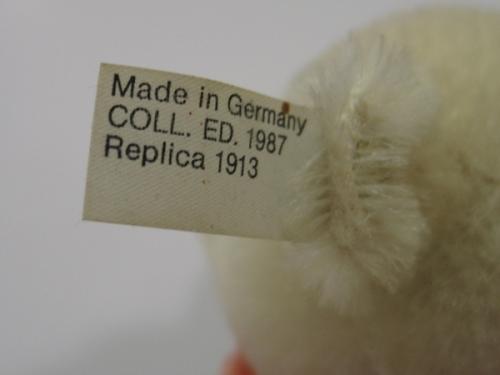 Made in Germany
COLL. ED. 1987
Replica 1913